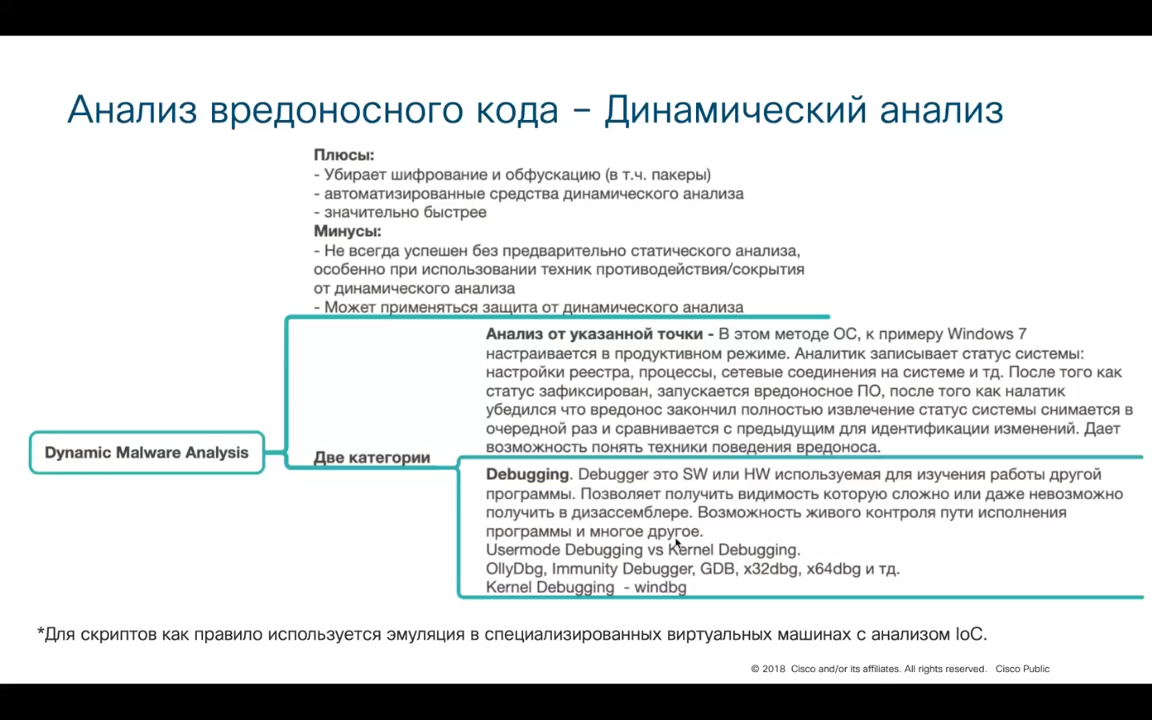 Анализ вредоносного кода – Динамический анализ
Плюсы:
- Убирает шифрование и обфускацию (в т.ч. пакеры)
- автоматизированные средства динамического анализа
- значительно быстрее
Минусы:
- Не всегда успешен без предварительно статического анализа,
особенно при использовании техник противодействия/сокрытия
от динамического анализа
- Может применяться защита от динамического анализа
Анализ от указанной точки - В этом методе ОС, к примеру Windows 7
настраивается в продуктивном режиме. Аналитик записывает статус системы:
настройки реестра, процессы, сетевые соединения на системе и тд. После того как
статус зафиксирован, запускается вредоносное ПО, после того как налатик
убедился что вредонос закончил полностью извлечение статус системы снимается в
очередной раз и сравнивается с предыдущим для идентификации изменений. Дает
возможность понять техники поведения вредоноса.
Dynamic Malware Analysis
Две категории
Debugging. Debugger это SW или HW используемая для изучения работы другой
программы. Позволяет получить видимость которую сложно или даже невозможно
получить в дизассемблере. Возможность живого контроля пути исполнения
программы и многое другое.
Usermode Debugging vs Kernel Debugging.
OllyDbg, Immunity Debugger, GDB, x32dbg, x64dbg и тд.
Kernel Debugging - windbg
*Для скриптов как правило используется эмуляция в специализированных виртуальных машинах с анализом IoC.
© 2018 Cisco and/or its affiliates. All rights reserved. Cisco Public